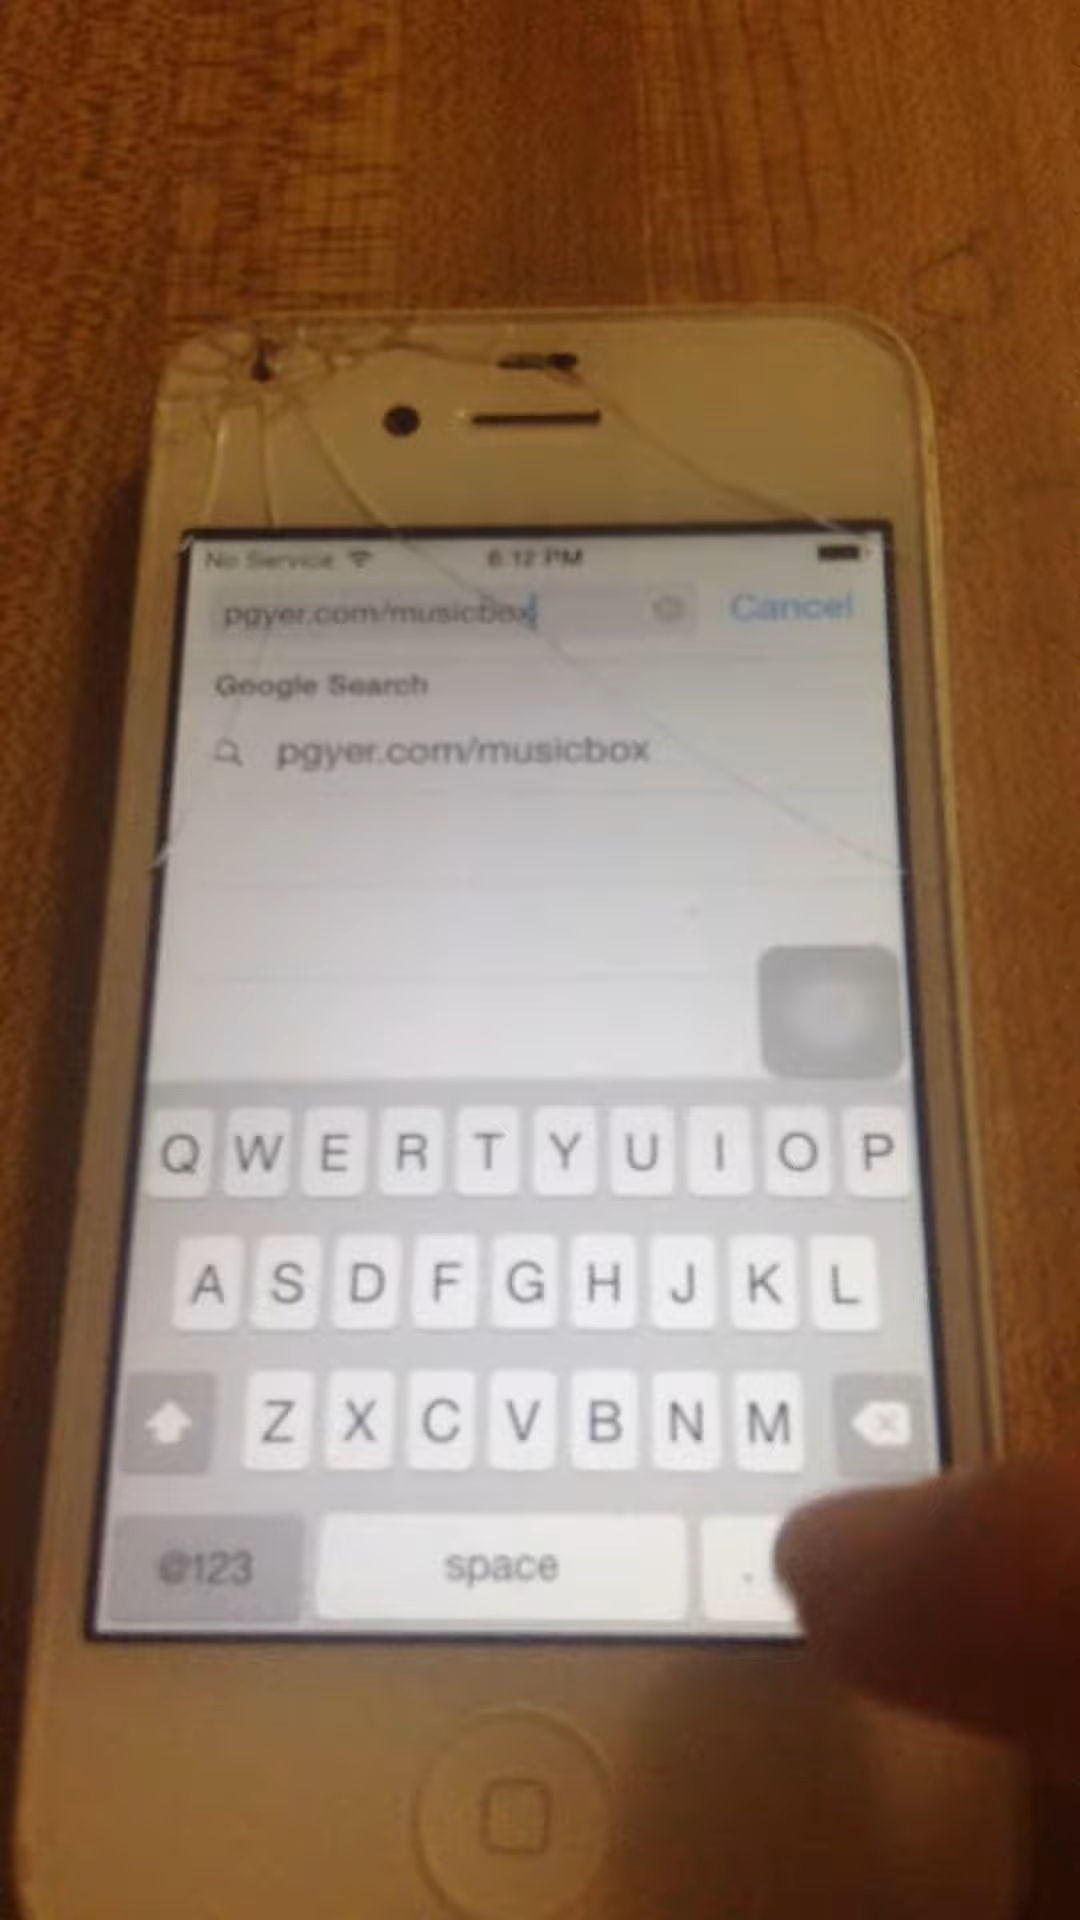 No Service 6:12 PM
pgyer.com/musicbox Cancel
Google Search
pgyer.com/musicbox
Q W E R T Y U I O P
A S D F G H J K L
Z X C V B N M
@123 space .